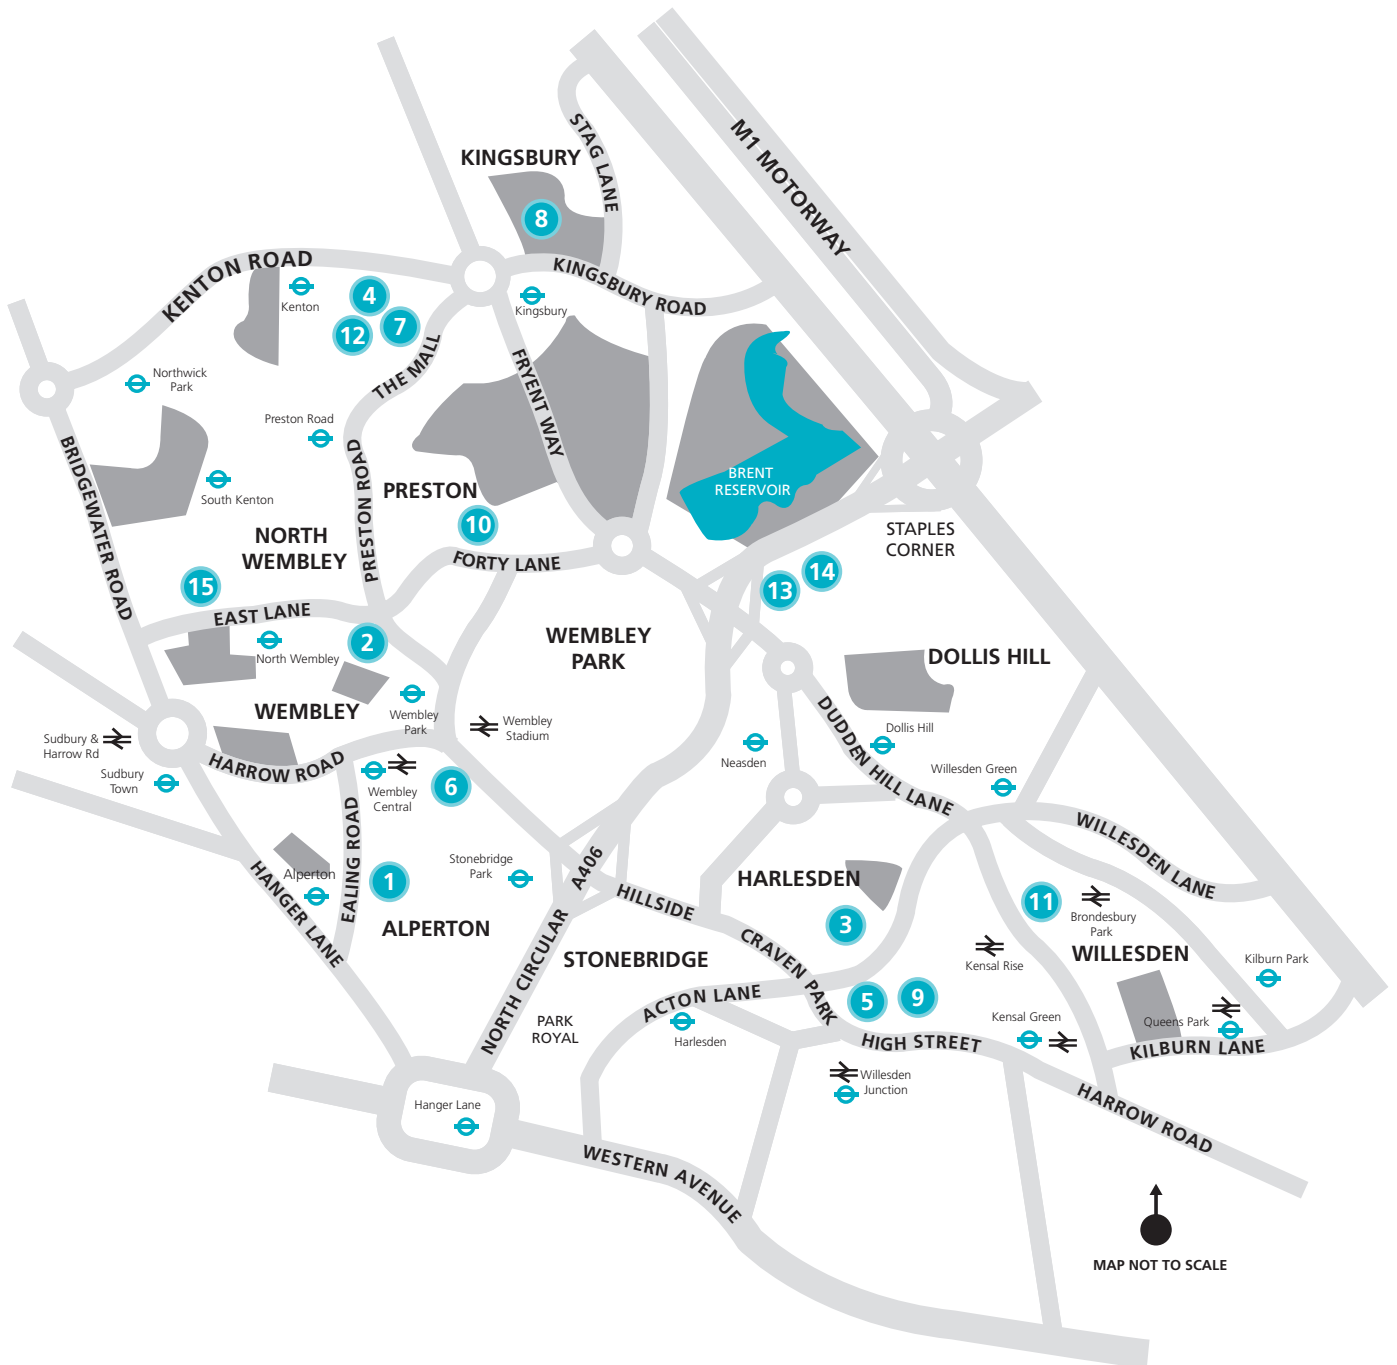 M1 MOTORWAY
STAG LANE
KINGSBURY
8
KENTON ROAD
KINGSBURY ROAD
Kenton
4
7
12
Kingsbury
THE MALL
FRYENT WAY
Northwick
Park
Preston Road
BRIDGEWATER ROAD
South Kenton
PRESTON ROAD
PRESTON
10
BRENT
RESERVOIR
STAPLES
CORNER
NORTH
WEMBLEY
FORTY LANE
15
13
14
EAST LANE
2
North Wembley
WEMBLEY
PARK
DOLLIS HILL
WEMBLEY
Wembley
Park
Wembley
Stadium
Sudbury &
Harrow Rd
Sudbury
Town
HARROW ROAD
Wembley
Central
6
Neasden
Dollis Hill
DUDDEN HILL LANE
Willesden Green
WILLESDEN LANE
EALING ROAD
Alperton
1
HANGER LANE
Stonebridge
Park
A406
NORTH CIRCULAR
HILLSIDE
HARLESDEN
3
11
Brondesbury
Park
ALPERTON
STONEBRIDGE
CRAVEN PARK
Kensal Rise
WILLESDEN
Kilburn Park
ACTON LANE
5
9
PARK
ROYAL
Harlesden
HIGH STREET
Kensal Green
Queens Park
KILBURN LANE
Willesden
Junction
Hanger Lane
HARROW ROAD
WESTERN AVENUE
MAP NOT TO SCALE